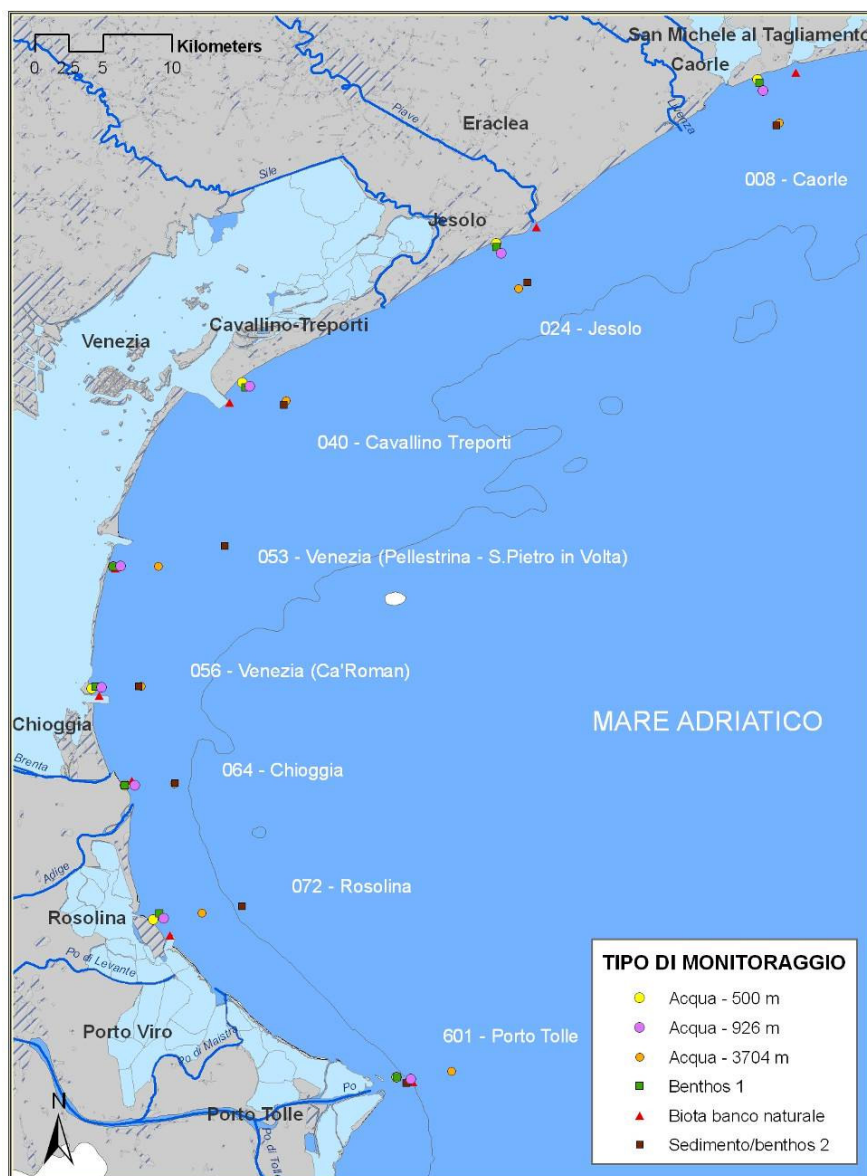 San Michele al Tagliamento
Kilometers
0 2.5 5 10
Caorle
Piave
Eraclea
Sile
008 - Caorle
Jesolo
Cavallino-Treporti
024 - Jesolo
Venezia
040 - Cavallino Treporti
053 - Venezia (Pellestrina - S.Pietro in Volta)
056 - Venezia (Ca'Roman)
MARE ADRIATICO
Chioggia
Brenta
064 - Chioggia
Adige
072 - Rosolina
Rosolina
Po di Levante
Porto Viro
Po di Maistra
601 - Porto Tolle
Po
Porto Tolle
N
TIPO DI MONITORAGGIO
Acqua - 500 m
Acqua - 926 m
Acqua - 3704 m
Benthos 1
Biota banco naturale
Sedimento/benthos 2